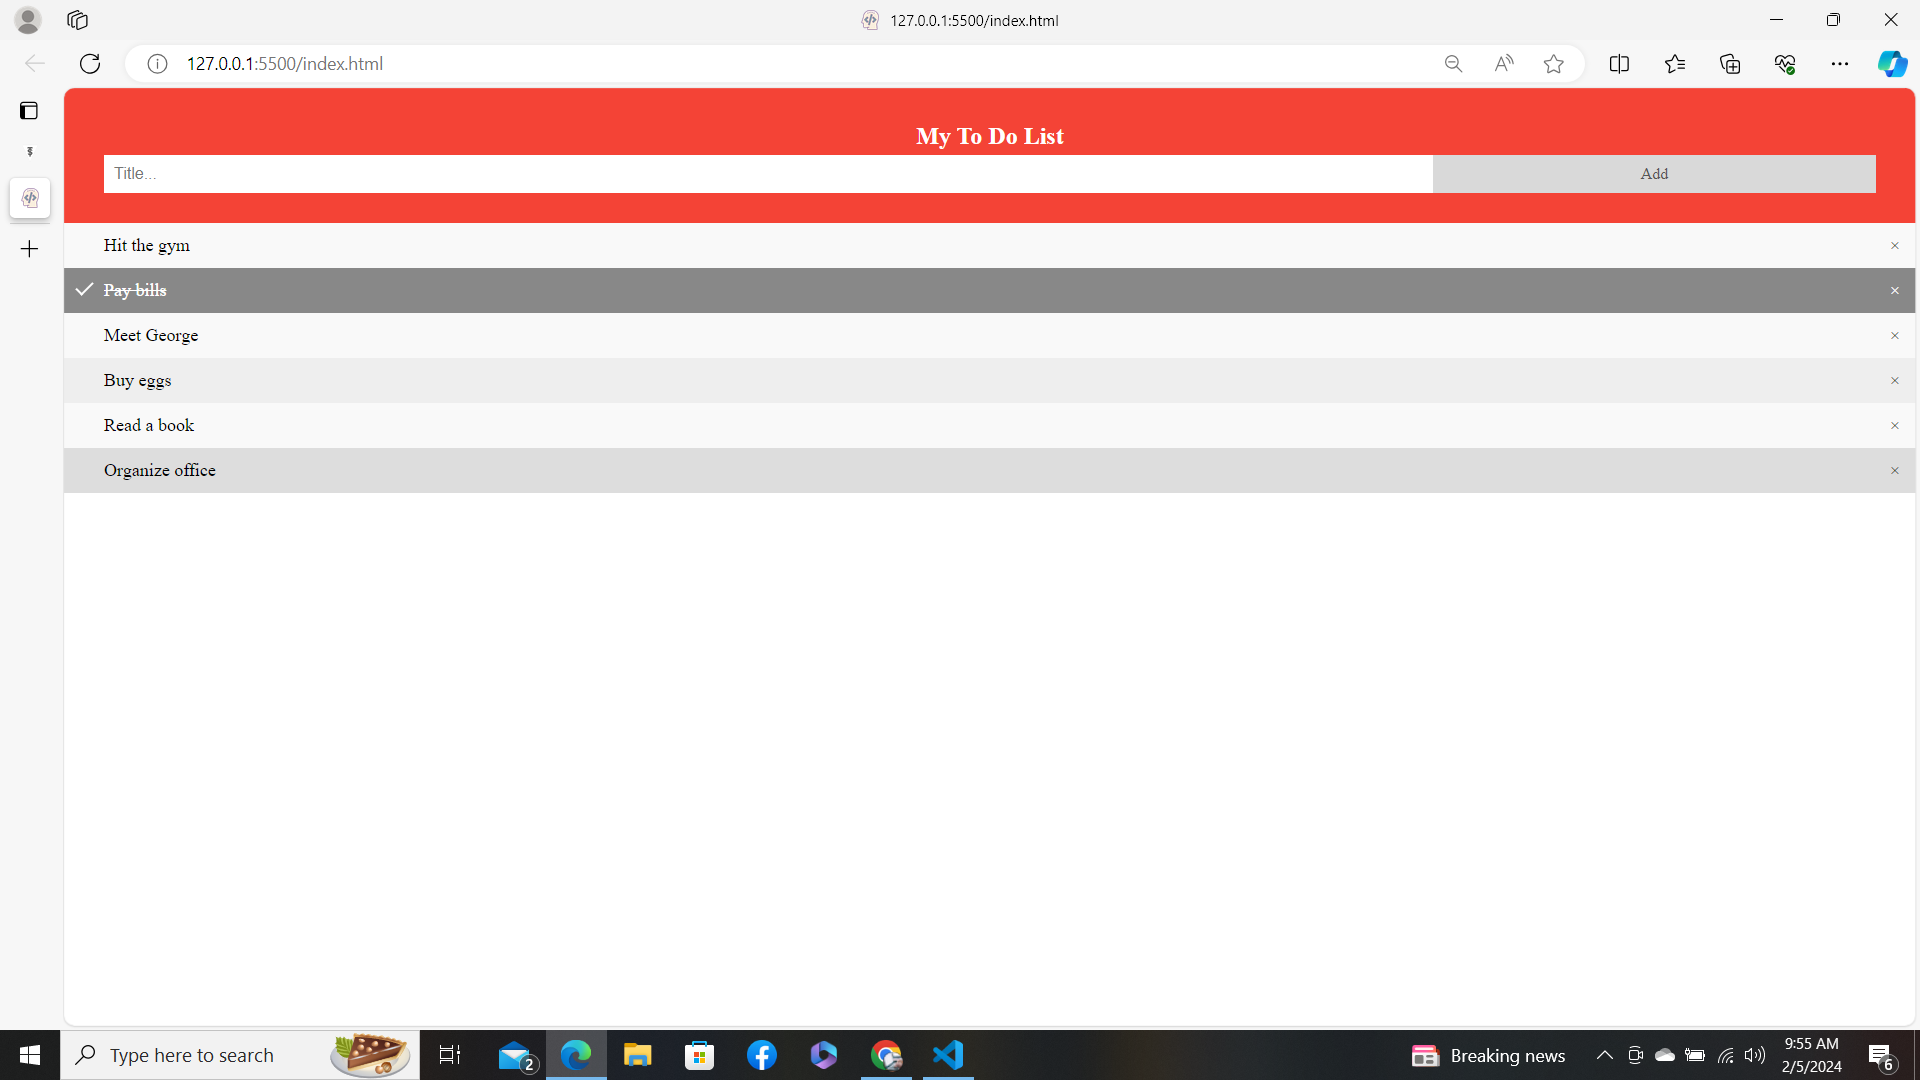 127.0.0.1:5500/index.html
127.0.0.1:5500/index.html
My To Do List
Title...
Add
Hit the gym ×
Pay bills ×
Meet George ×
Buy eggs ×
Read a book ×
Organize office ×
Type here to search
2
Breaking news
9:55 AM
2/5/2024
6